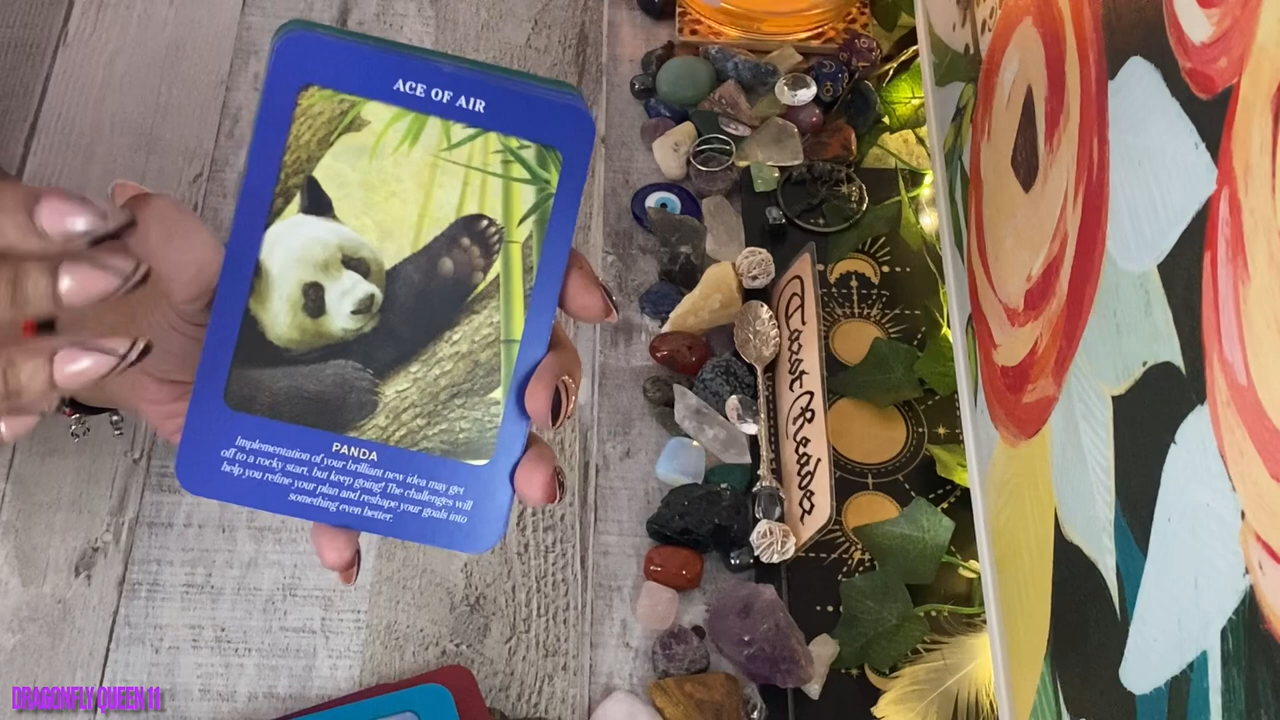 ACE OF AIR
PANDA
Implementation of your brilliant new idea may get
off to a rocky start, but keep going! The challenges will
help you refine your plan and reshape your goals into
something even better.
Tarot Reader
DRAGONFLY QUEEN 11